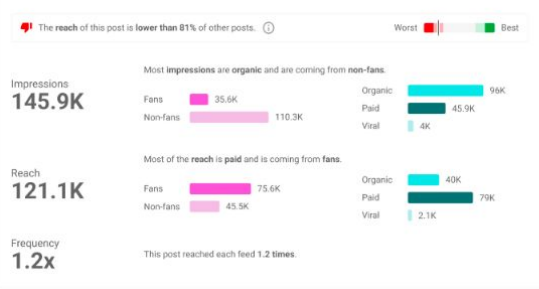 The reach of this post is lower than 81% of other posts.
Worst Best
Most impressions are organic and are coming from non-fans.
Impressions
145.9K
Fans 35.6K
Non-fans 110.3K
Organic 96K
Paid 45.9K
Viral 4K
Most of the reach is paid and is coming from fans.
Reach
121.1K
Fans 75.6K
Non-fans 45.5K
Organic 40K
Paid 79K
Viral 2.1K
Frequency
1.2x
This post reached each feed 1.2 times.